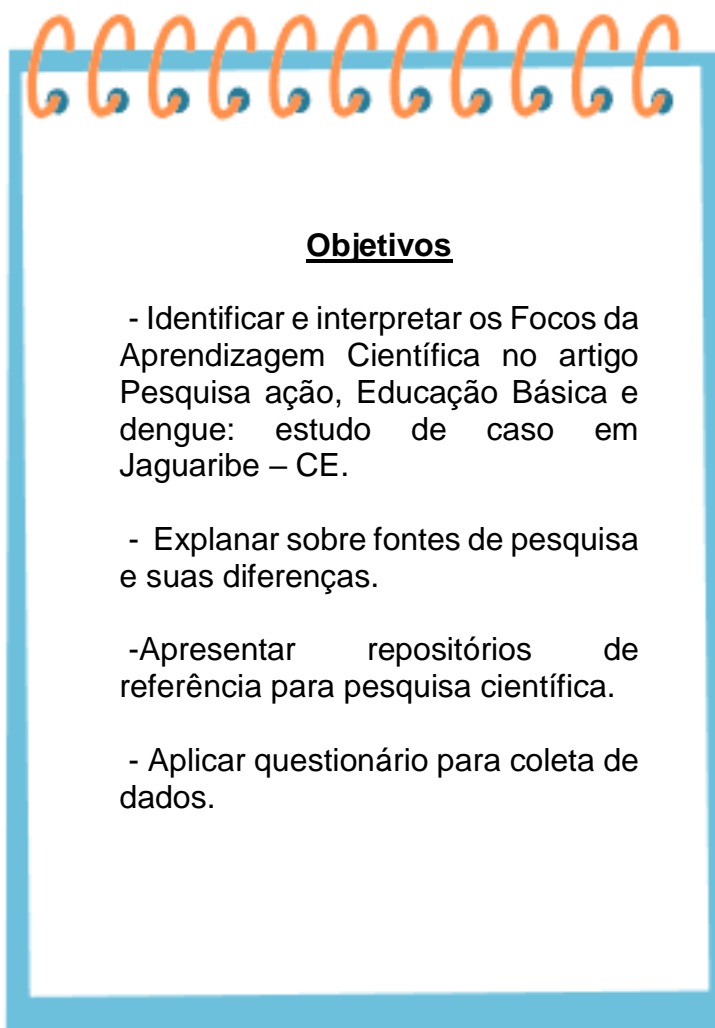 Objetivos
- Identificar e interpretar os Focos da
Aprendizagem Científica no artigo
Pesquisa ação, Educação Básica e
dengue: estudo de caso em
Jaguaribe – CE.
- Explanar sobre fontes de pesquisa
e suas diferenças.
-Apresentar repositórios de
referência para pesquisa científica.
- Aplicar questionário para coleta de
dados.